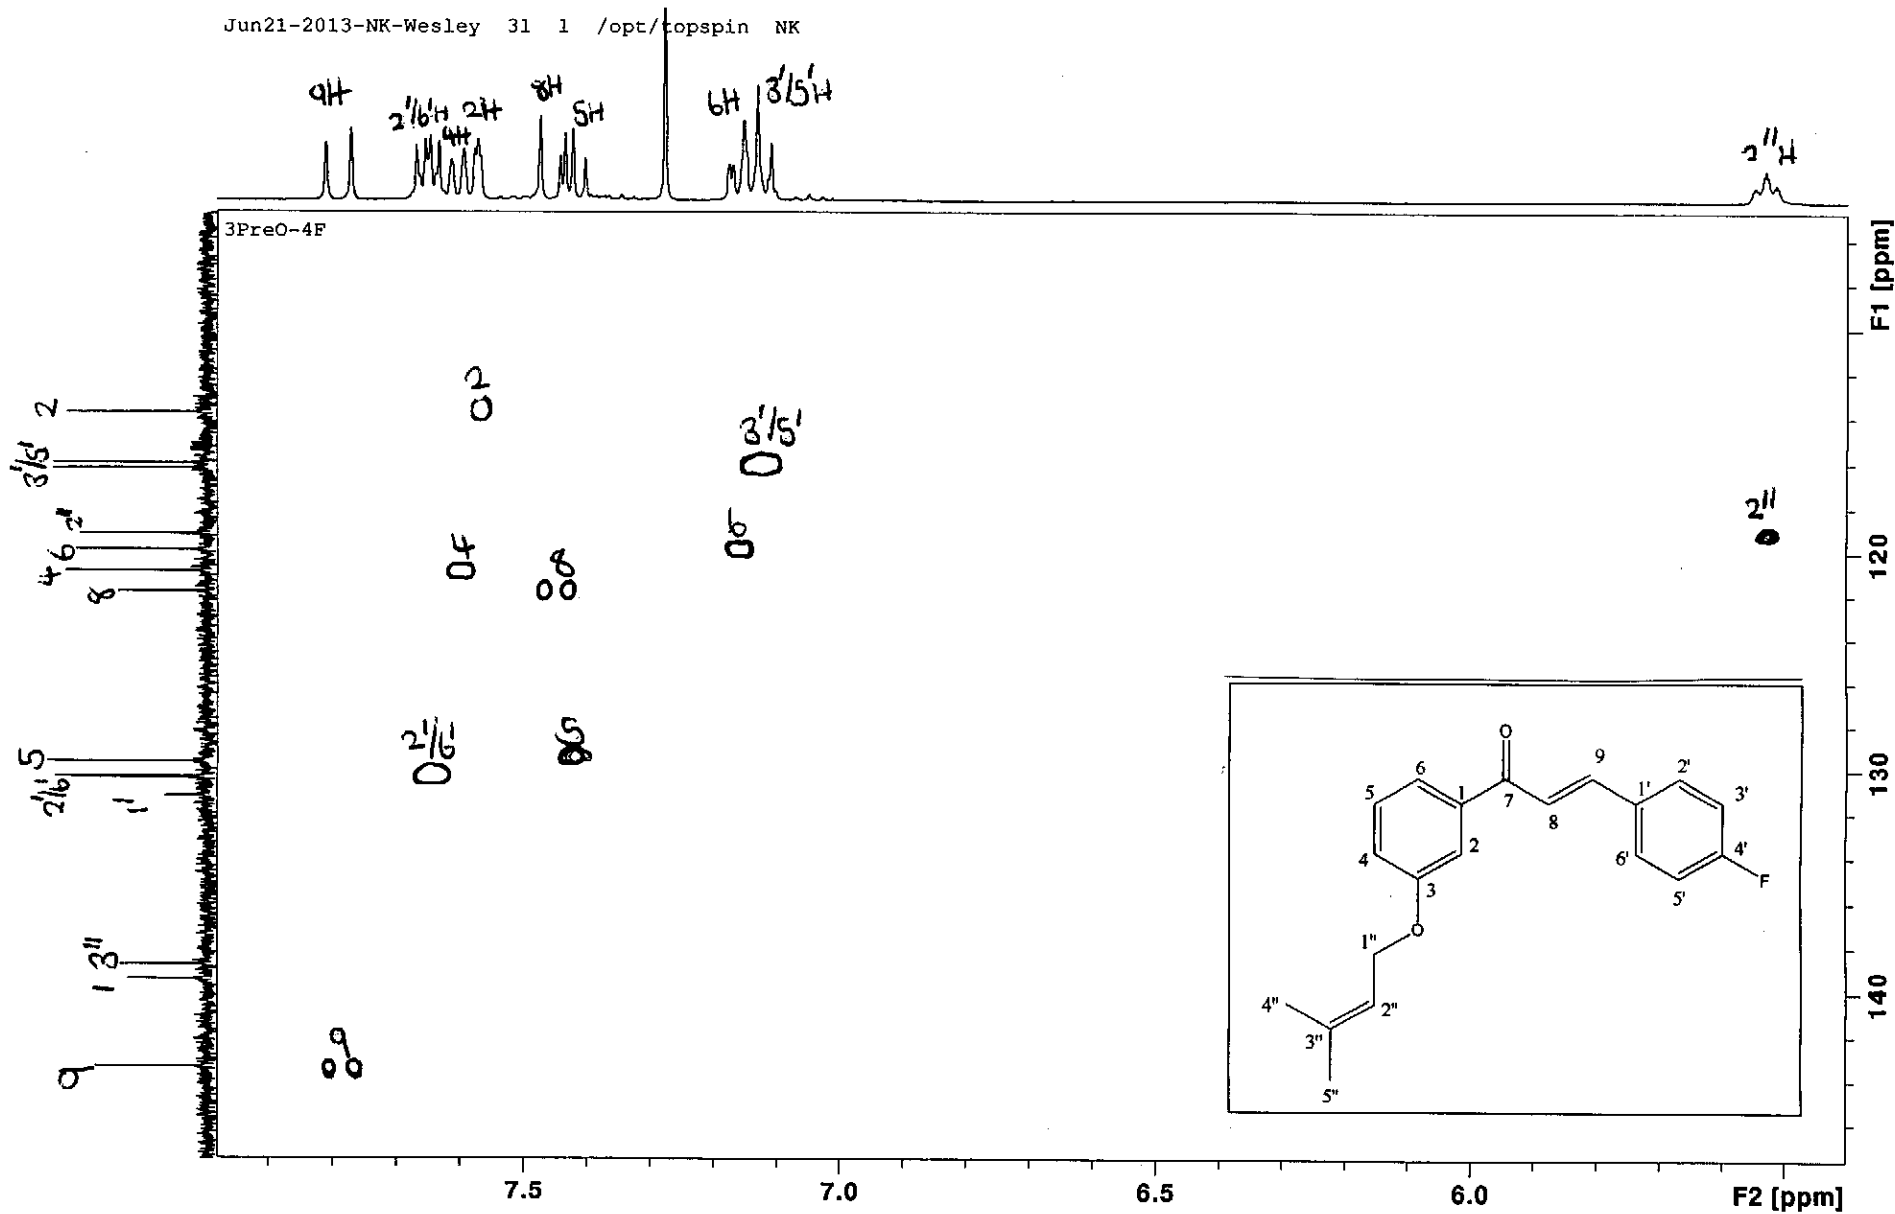 Jun21-2013-NK-Wesley 31 1 /opt/topspin NK
9H 2'/6'H 4H 2H 8H 5H 6H 3'/5'H 2"H
3PreO-4F
F1 [ppm]
2
2
3'/5'
3'/5'
2"
2"
6
6
4
4
8
8
120
5
5
2'/6'
2'/6'
1'
130
3"
1
9
9
140
O
6 9 2'
5 1 7 8 1' 3'
4 2 6' 4'
3 5' F
1" O
4" 2"
3"
5"
7.5 7.0 6.5 6.0 F2 [ppm]